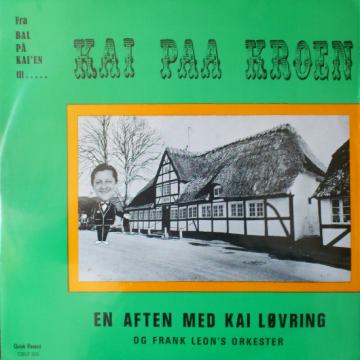 Fra
BAL
PÅ
KAI'EN
til.....
KAI PAA KROEN
EN AFTEN MED KAI LØVRING
OG FRANK LEON'S ORKESTER